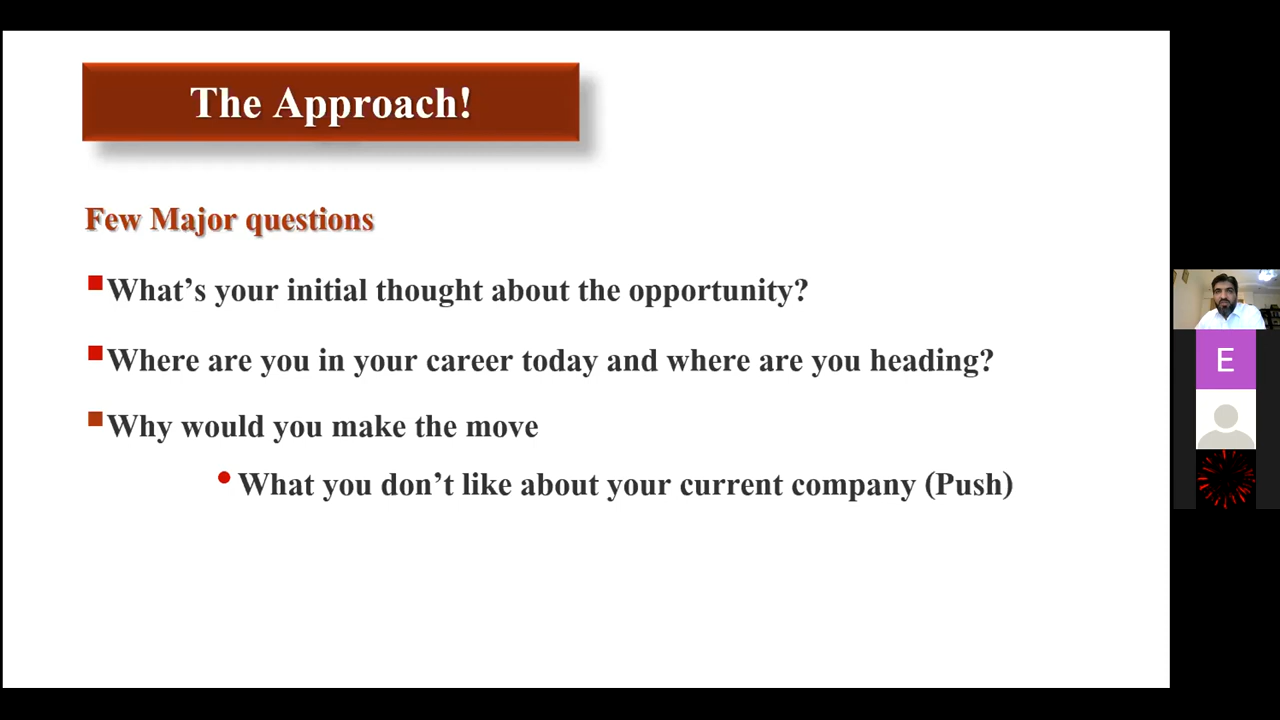 The Approach!
Few Major questions
What’s your initial thought about the opportunity?
Where are you in your career today and where are you heading?
Why would you make the move
What you don’t like about your current company (Push)
E